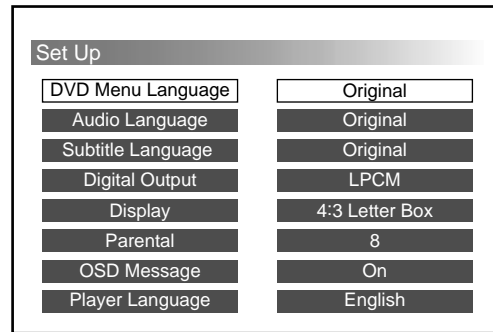 Set Up
DVD Menu Language Original
Audio Language Original
Subtitle Language Original
Digital Output LPCM
Display 4:3 Letter Box
Parental 8
OSD Message On
Player Language English